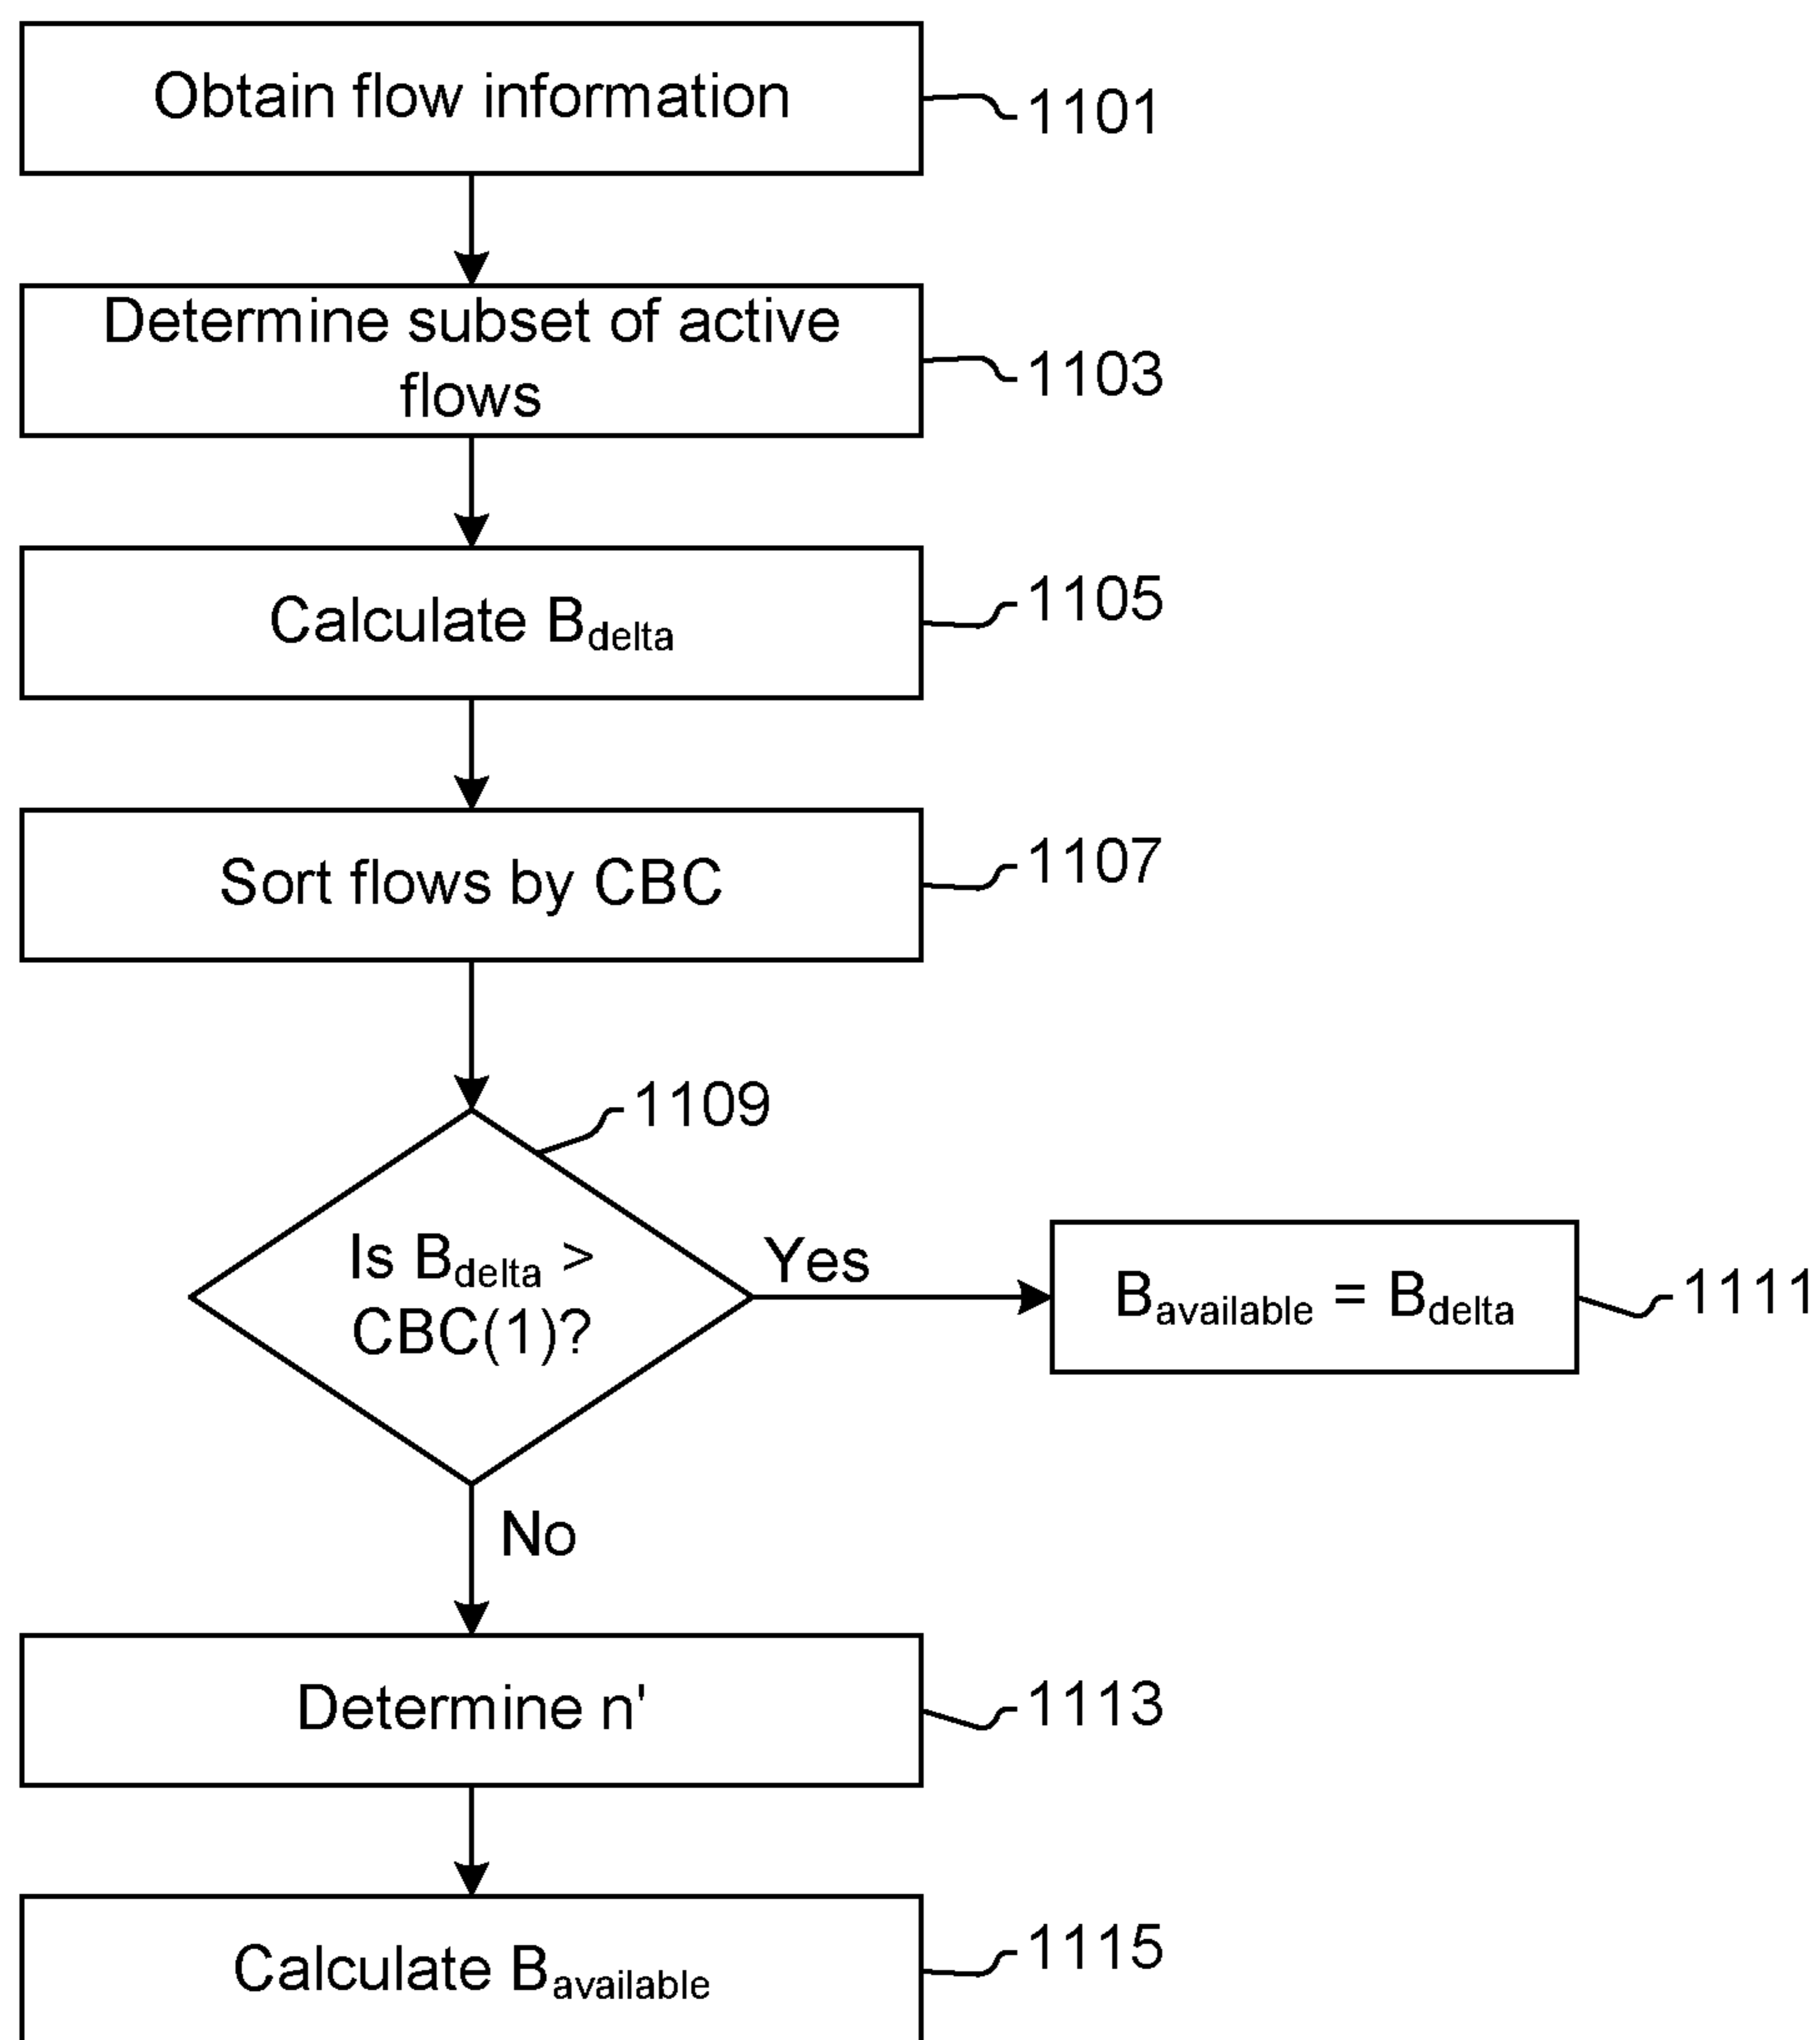 Obtain flow information
1101
Determine subset of active
flows
1103
Calculate Bdelta
1105
Sort flows by CBC
1107
1109
Is Bdelta >
CBC(1)?
Yes
Bavailable = Bdelta
1111
No
Determine n'
1113
Calculate Bavailable
1115